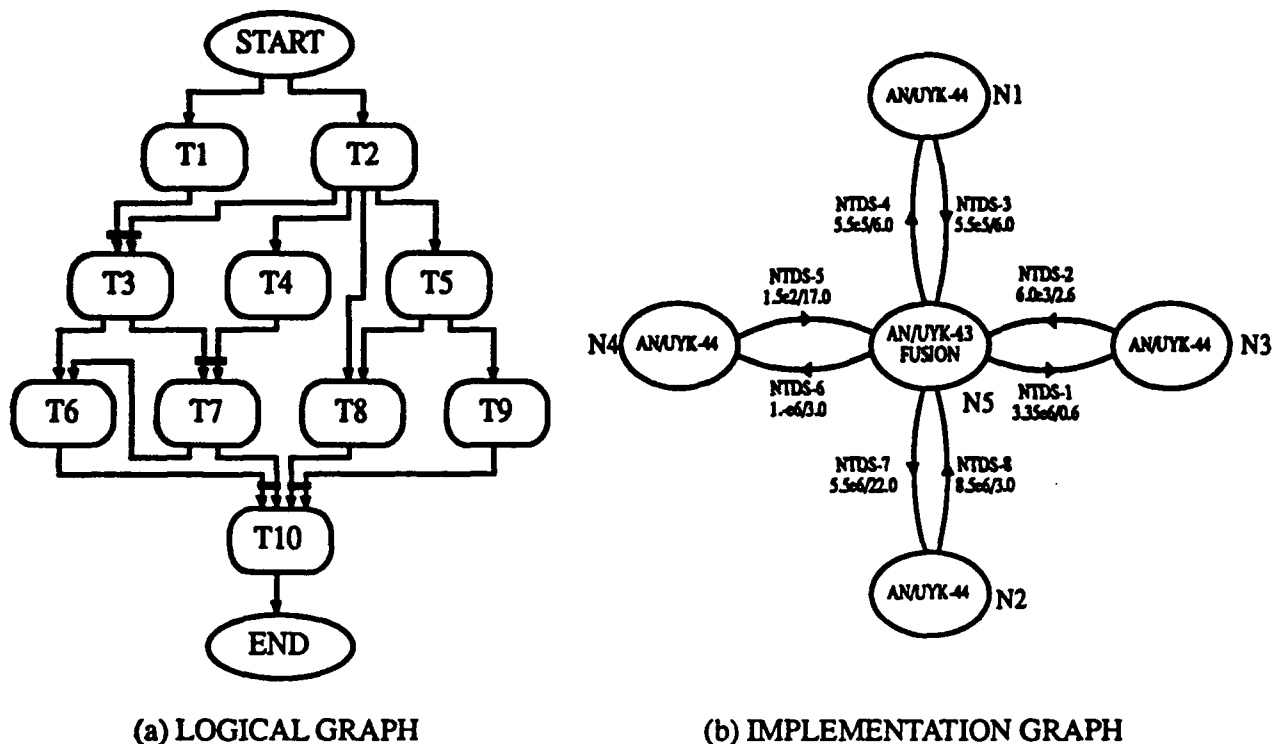 START
T1
T2
T3
T4
T5
T6
T7
T8
T9
T10
END
(a) LOGICAL GRAPH
AN/UYK-44
N1
NTDS-4
5.5e5/6.0
NTDS-3
5.5e5/6.0
NTDS-5
1.5e2/17.0
NTDS-2
6.0e3/2.6
N4
AN/UYK-44
AN/UYK-43
FUSION
AN/UYK-44
N3
NTDS-6
N5
NTDS-1
3.35e6/0.6
NTDS-7
5.5e6/22.0
NTDS-8
8.5e6/3.0
AN/UYK-44
N2
(b) IMPLEMENTATION GRAPH